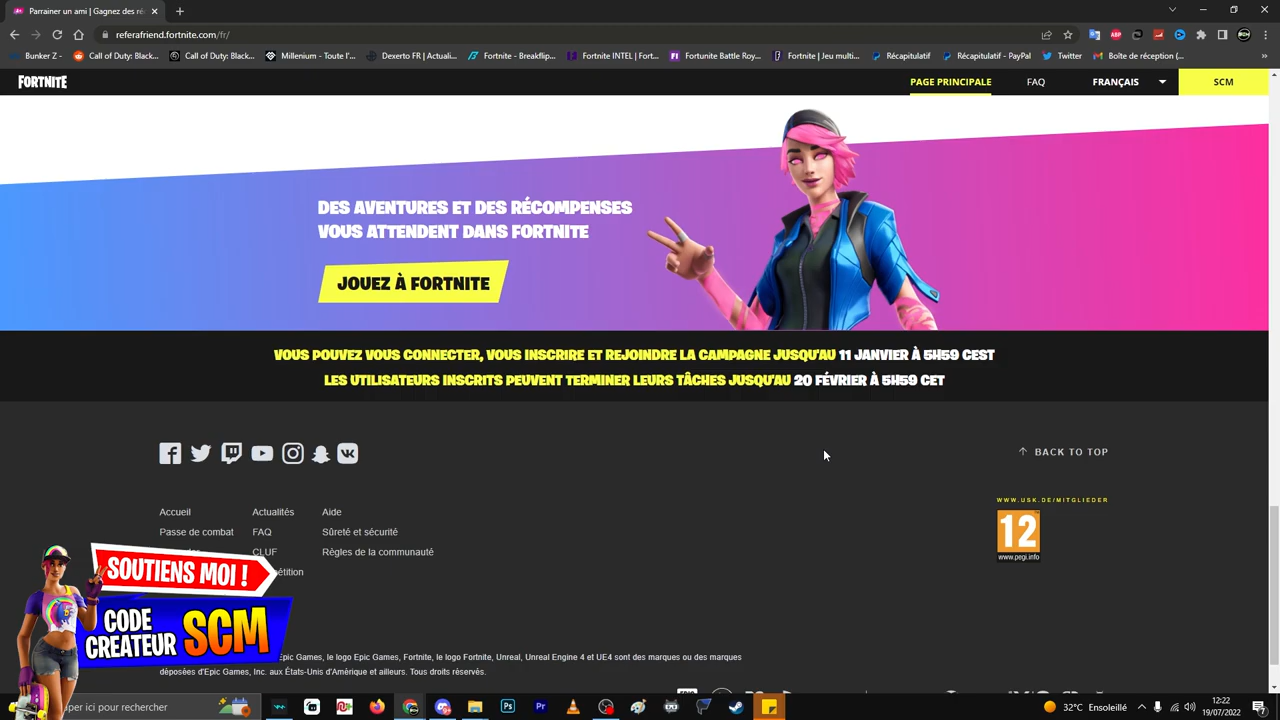 Parrainer un ami | Gagnez des ré
referafriend.fortnite.com/fr/
Bunker Z -
Call of Duty: Black...
Call of Duty: Black...
Millenium - Toute l'...
Dexerto FR | Actuali...
Fortnite - Breakflip...
Fortnite INTEL | Fort...
Fortunite Battle Roy...
Fortnite | Jeu multi...
Récapitulatif
Récapitulatif - PayPal
Twitter
Boîte de réception (...
»
FORTNITE
PAGE PRINCIPALE
FAQ
FRANÇAIS
SCM
DES AVENTURES ET DES RÉCOMPENSES
VOUS ATTENDENT DANS FORTNITE
JOUEZ À FORTNITE
VOUS POUVEZ VOUS CONNECTER, VOUS INSCRIRE ET REJOINDRE LA CAMPAGNE JUSQU'AU 11 JANVIER À 5H59 CEST
LES UTILISATEURS INSCRITS PEUVENT TERMINER LEURS TÂCHES JUSQU'AU 20 FÉVRIER À 5H59 CET
BACK TO TOP
WWW.USK.DE/MITGLIEDER
12
www.pegi.info
Accueil
Actualités
Aide
Passe de combat
FAQ
Sûreté et sécurité
CLUF
Règles de la communauté
étition
SOUTIENS MOI !
CODE
CREATEUR SCM
Epic Games, le logo Epic Games, Fortnite, le logo Fortnite, Unreal, Unreal Engine 4 et UE4 sont des marques ou des marques
déposées d'Epic Games, Inc. aux États-Unis d'Amérique et ailleurs. Tous droits réservés.
per ici pour rechercher
32°C Ensoleillé
12:22
19/07/2022